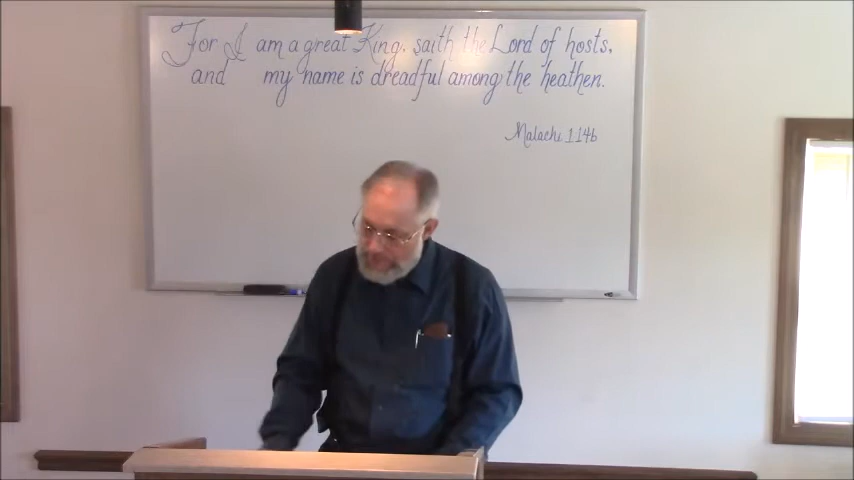 For I am a great King, saith the Lord of hosts,
and my name is dreadful among the heathen.
Malachi 1:14b